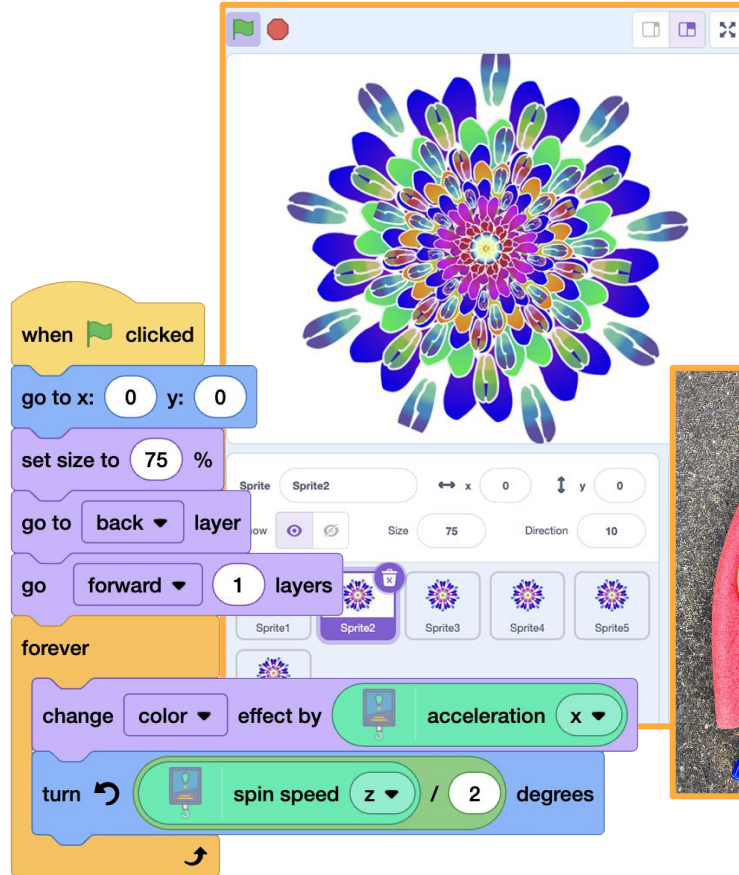 when clicked
go to x: 0 y: 0
set size to 75 %
go to back layer
go forward 1 layers
forever
change color effect by acceleration x
turn spin speed z / 2 degrees
Sprite Sprite2 x 0 y 0
Size 75 Direction 10
Sprite1 Sprite2 Sprite3 Sprite4 Sprite5